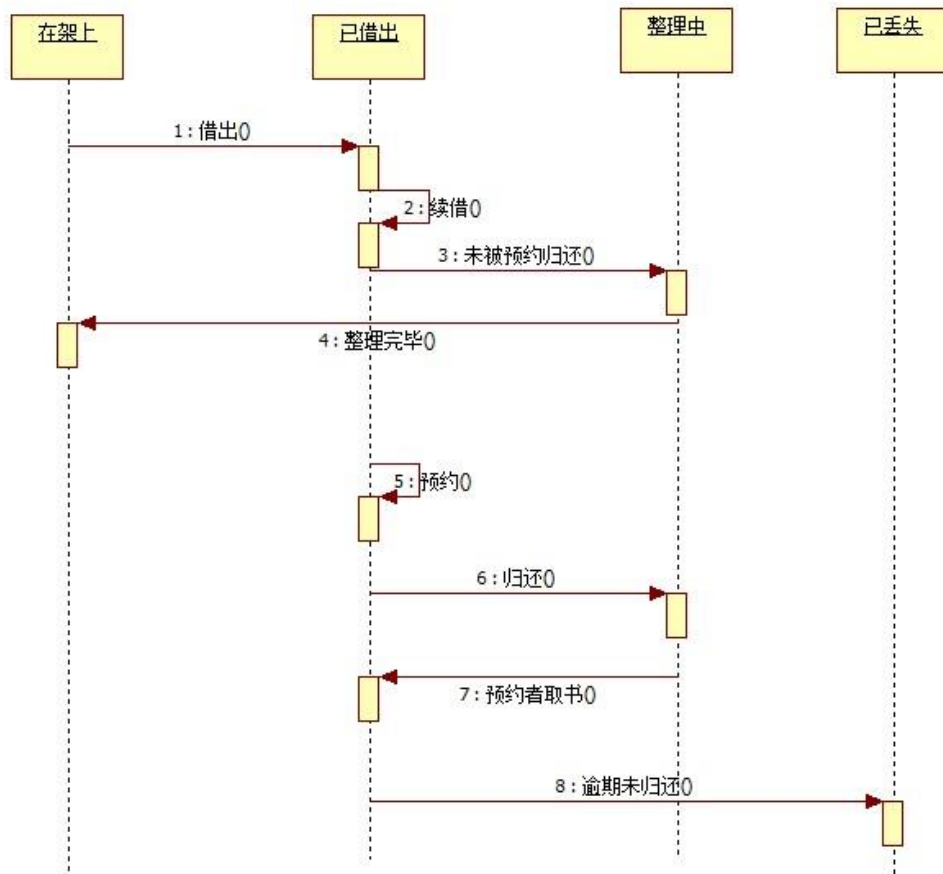 在架上
已借出
整理中
已丢失
1 : 借出()
2 : 续借()
3 : 未被预约归还()
4 : 整理完毕()
5 : 预约()
6 : 归还()
7 : 预约者取书()
8 : 逾期未归还()